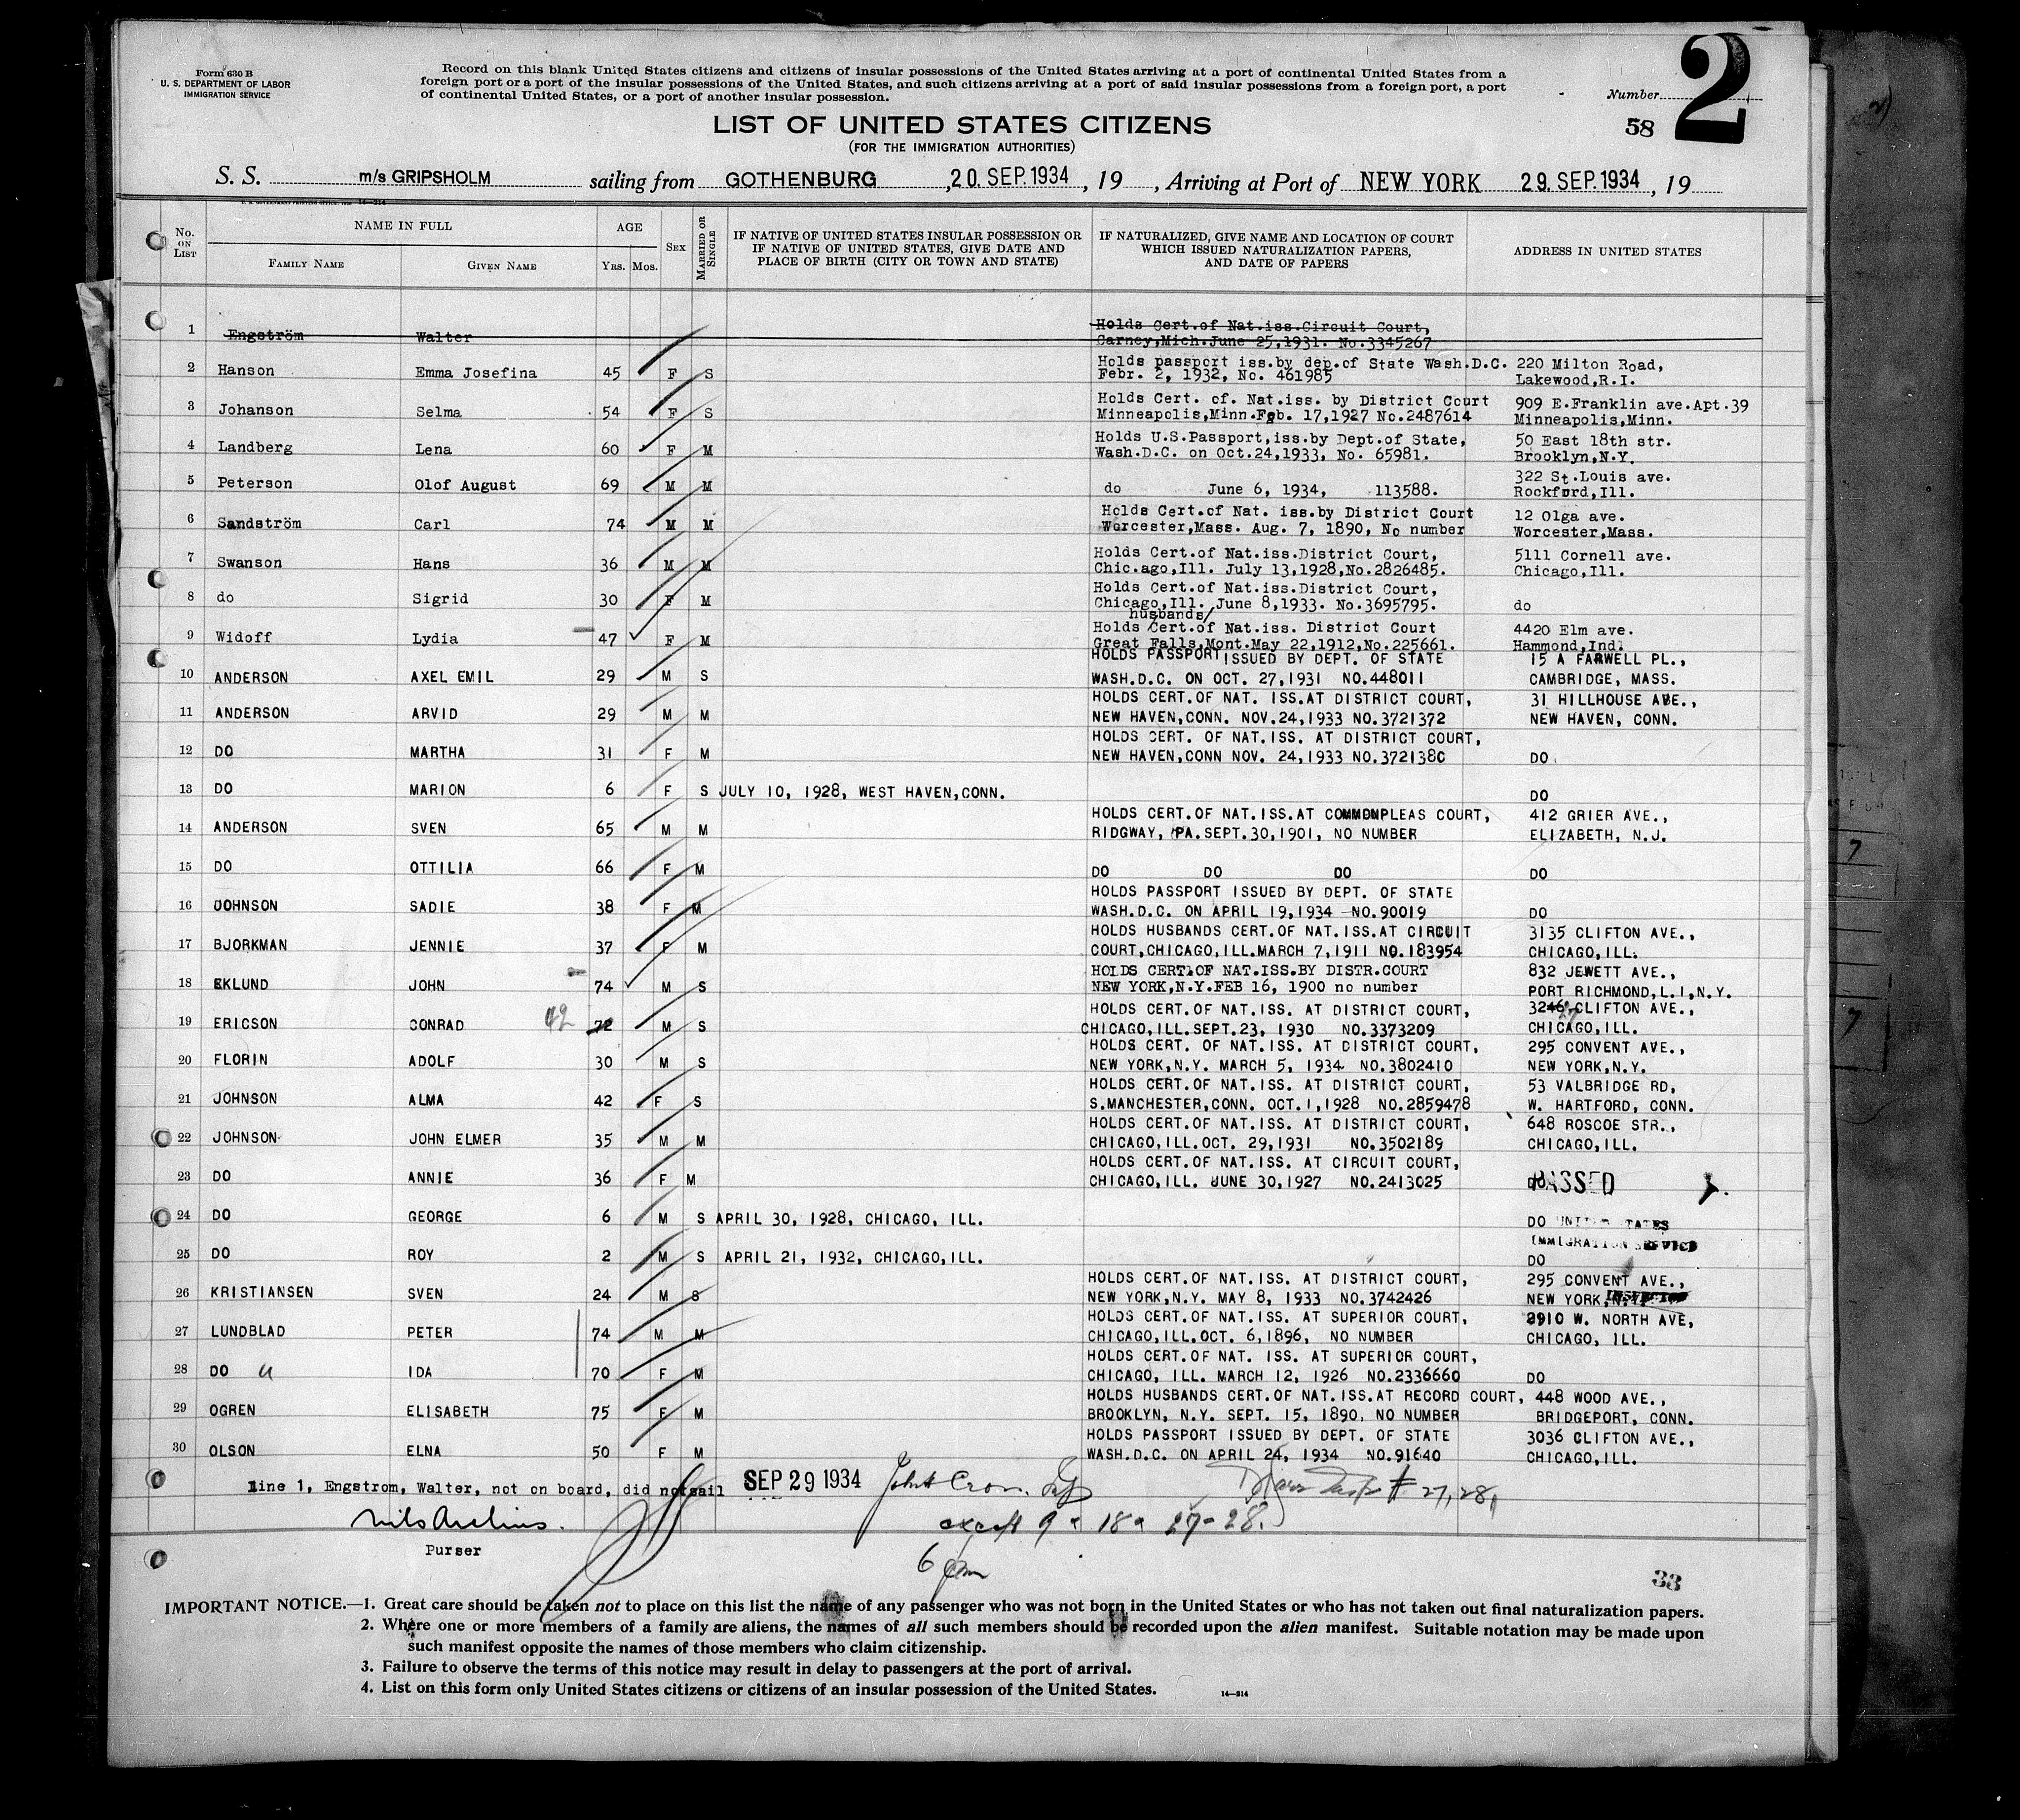 Form 630 B
U. S. DEPARTMENT OF LABOR
IMMIGRATION SERVICE
Record on this blank United States citizens and citizens of insular possessions of the United States arriving at a port of continental United States from a
foreign port or a port of the insular possessions of the United States, and such citizens arriving at a port of said insular possessions from a foreign port, a port
of continental United States, or a port of another insular possession.
Number
2
58
LIST OF UNITED STATES CITIZENS
(FOR THE IMMIGRATION AUTHORITIES)
S. S. m/s GRIPSHOLM sailing from GOTHENBURG ,20. SEP. 1934 , 19 , Arriving at Port of NEW YORK 29. SEP. 1934 , 19
No. ON LIST
NAME IN FULL
FAMILY NAME GIVEN NAME
AGE
Yrs. Mos.
SEX
MARRIED OR SINGLE
IF NATIVE OF UNITED STATES INSULAR POSSESSION OR
IF NATIVE OF UNITED STATES, GIVE DATE AND
PLACE OF BIRTH (CITY OR TOWN AND STATE)
IF NATURALIZED, GIVE NAME AND LOCATION OF COURT
WHICH ISSUED NATURALIZATION PAPERS,
AND DATE OF PAPERS
ADDRESS IN UNITED STATES
1 Engström Walter Holds Cert.of Nat.iss.Circuit Court,
Carney,Mich.June 25,1931. No.3345267
2 Hanson Emma Josefina 45 F S Holds passport iss.by dep.of State Wash.D.C. 220 Milton Road,
Febr. 2, 1932, No. 461985 Lakewood,R.I.
3 Johanson Selma 54 F S Holds Cert. of. Nat.iss. by District Court 909 E.Franklin ave.Apt.39
Minneapolis,Minn.Feb. 17,1927 No.2487614 Minneapolis,Minn.
4 Landberg Lena 60 F M Holds U.S.Passport,iss.by Dept.of State, 50 East 18th str.
Wash.D.C. on Oct.24,1933, No. 65981. Brooklyn,N.Y.
5 Peterson Olof August 69 M M do June 6, 1934, 113588. 322 St.Louis ave.
Rockford,Ill.
6 Sandström Carl 74 M M Holds Cert.of Nat. iss.by District Court 12 Olga ave.
Worcester,Mass. Aug. 7, 1890, No number Worcester,Mass.
7 Swanson Hans 36 M M Holds Cert.of Nat.iss.District Court, 5111 Cornell ave.
Chic.ago,Ill. July 13,1928,No.2826485. Chicago,Ill.
8 do Sigrid 30 F M Holds Cert.of Nat.iss.District Court,
Chicago,Ill. June 8,1933. No.3695795. do
husbands/
9 Widoff Lydia 47 F M Holds Cert.of Nat.iss. District Court 4420 Elm ave.
Great Falls,Mont.May 22,1912,No.225661. Hammond,Ind.
10 ANDERSON AXEL EMIL 29 M S HOLDS PASSPORT ISSUED BY DEPT. OF STATE 15 A FARWELL PL.,
WASH.D.C. ON OCT. 27,1931 NO.448011 CAMBRIDGE, MASS.
11 ANDERSON ARVID 29 M M HOLDS CERT.OF NAT. ISS.AT DISTRICT COURT, 31 HILLHOUSE AVE.,
NEW HAVEN,CONN. NOV.24,1933 NO.3721372 NEW HAVEN, CONN.
12 DO MARTHA 31 F M HOLDS CERT. OF NAT.ISS. AT DISTRICT COURT,
NEW HAVEN,CONN NOV. 24,1933 NO.3721380 DO
13 DO MARION 6 F S JULY 10, 1928, WEST HAVEN,CONN. DO
14 ANDERSON SVEN 65 M M HOLDS CERT.OF NAT.ISS.AT COMMONPLEAS COURT, 412 GRIER AVE.,
RIDGWAY, PA.SEPT.30,1901, NO NUMBER ELIZABETH, N.J.
15 DO OTTILIA 66 F M DO DO DO DO
16 JOHNSON SADIE 38 F M HOLDS PASSPORT ISSUED BY DEPT. OF STATE
WASH.D.C. ON APRIL 19,1934 NO.90019 DO
17 BJORKMAN JENNIE 37 F M HOLDS HUSBANDS CERT.OF NAT.ISS.AT CIRCUIT 3135 CLIFTON AVE.,
COURT,CHICAGO,ILL.MARCH 7,1911 NO.183954 CHICAGO,ILL.
18 EKLUND JOHN 74 M S HOLDS CERT.OF NAT.ISS.BY DISTR.COURT 832 JEWETT AVE.,
NEW YORK,N.Y.FEB 16, 1900 no number PORT RICHMOND,L.I,N.Y.
19 ERICSON CONRAD 42 72 M S HOLDS CERT.OF NAT.ISS. AT DISTRICT COURT, 3246 CLIFTON AVE.,
CHICAGO,ILL.SEPT.23, 1930 NO.3373209 CHICAGO,ILL.
20 FLORIN ADOLF 30 M S HOLDS CERT. OF NAT.ISS. AT DISTRICT COURT, 295 CONVENT AVE.,
NEW YORK,N.Y. MARCH 5, 1934 NO.3802410 NEW YORK,N.Y.
21 JOHNSON ALMA 42 F S HOLDS CERT.OF NAT.ISS. AT DISTRICT COURT, 53 VALBRIDGE RD,
S.MANCHESTER,CONN. OCT.1,1928 NO.2859478 W. HARTFORD, CONN.
22 JOHNSON JOHN ELMER 35 M M HOLDS CERT.OF NAT.ISS. AT DISTRICT COURT, 648 ROSCOE STR.,
CHICAGO,ILL.OCT. 29,1931 NO.3502189 CHICAGO,ILL.
23 DO ANNIE 36 F M HOLDS CERT.OF NAT.ISS. AT CIRCUIT COURT,
CHICAGO,ILL. JUNE 30,1927 NO.2413025 DO PASSED
24 DO GEORGE 6 M S APRIL 30, 1928, CHICAGO, ILL. DO UNITED STATES
IMMIGRATION SERVICE
25 DO ROY 2 M S APRIL 21, 1932, CHICAGO,ILL. DO
26 KRISTIANSEN SVEN 24 M S HOLDS CERT.OF NAT.ISS. AT DISTRICT COURT, 295 CONVENT AVE.,
NEW YORK,N.Y. MAY 8, 1933 NO.3742426 NEW YORK,N.Y. INSPECTOR
27 LUNDBLAD PETER 74 M M HOLDS CERT.OF NAT.ISS. AT SUPERIOR COURT, 2910 W. NORTH AVE,
CHICAGO,ILL.OCT. 6,1896, NO NUMBER CHICAGO, ILL.
28 DO IDA 70 F M HOLDS CERT.OF NAT. ISS. AT SUPERIOR COURT,
CHICAGO, ILL. MARCH 12, 1926 NO.2336660 DO
29 OGREN ELISABETH 75 F M HOLDS HUSBANDS CERT.OF NAT.ISS.AT RECORD COURT, 448 WOOD AVE.,
BROOKLYN, N.Y. SEPT. 15, 1890, NO NUMBER BRIDGEPORT, CONN.
30 OLSON ELNA 50 F M HOLDS PASSPORT ISSUED BY DEPT. OF STATE 3036 CLIFTON AVE.,
WASH.D.C. ON APRIL 24, 1934 NO.91640 CHICAGO,ILL.
line 1, Engstrom, Walter, not on board, did not sail SEP 29 1934 27,28,
except 9 18 27-28.
Purser
33
IMPORTANT NOTICE.—1. Great care should be taken not to place on this list the name of any passenger who was not born in the United States or who has not taken out final naturalization papers.
2. Where one or more members of a family are aliens, the names of all such members should be recorded upon the alien manifest. Suitable notation may be made upon
such manifest opposite the names of those members who claim citizenship.
3. Failure to observe the terms of this notice may result in delay to passengers at the port of arrival.
4. List on this form only United States citizens or citizens of an insular possession of the United States.
14—214